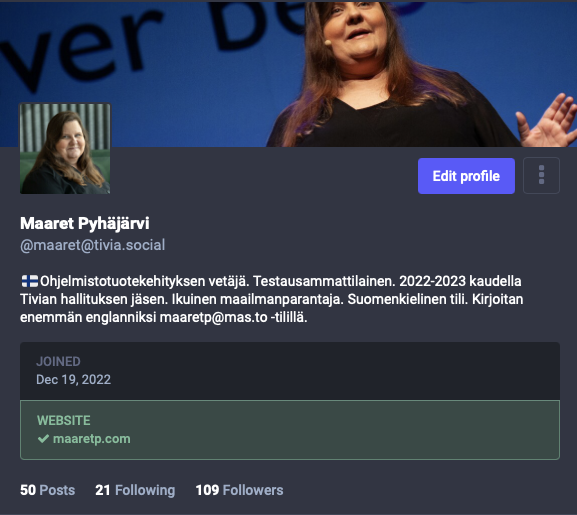 ver be
Edit profile
Maaret Pyhäjärvi
@maaret@tivia.social
🇫🇮Ohjelmistotuotekehityksen vetäjä. Testausammattilainen. 2022-2023 kaudella
Tivian hallituksen jäsen. Ikuinen maailmanparantaja. Suomenkielinen tili. Kirjoitan
enemmän englanniksi maaretp@mas.to -tilillä.
JOINED
Dec 19, 2022
WEBSITE
✔ maaretp.com
50 Posts 21 Following 109 Followers